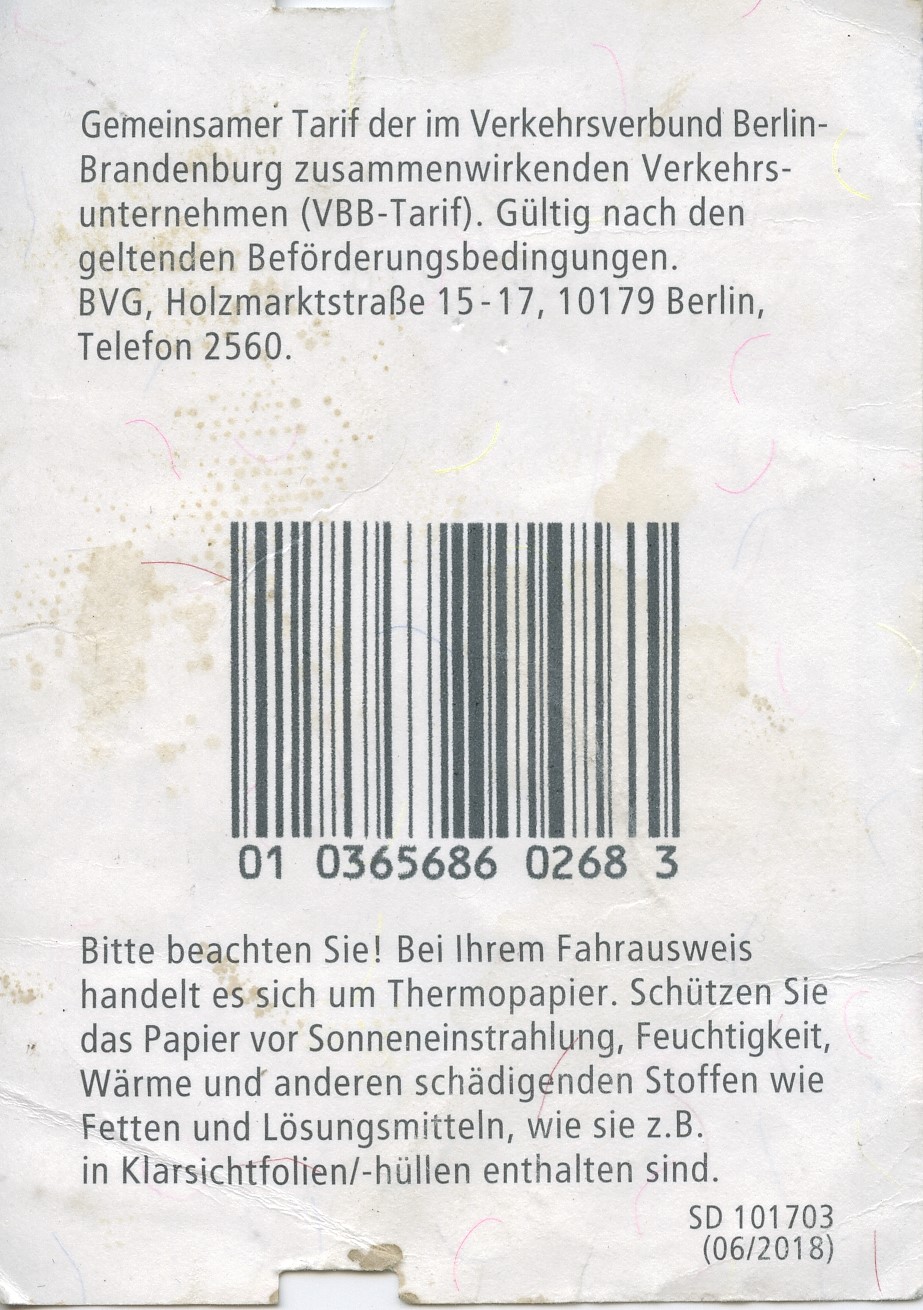 Gemeinsamer Tarif der im Verkehrsverbund Berlin-
Brandenburg zusammenwirkenden Verkehrs-
unternehmen (VBB-Tarif). Gültig nach den
geltenden Beförderungsbedingungen.
BVG, Holzmarktstraße 15-17, 10179 Berlin,
Telefon 2560.
01 0365686 0268 3
Bitte beachten Sie! Bei Ihrem Fahrausweis
handelt es sich um Thermopapier. Schützen Sie
das Papier vor Sonneneinstrahlung, Feuchtigkeit,
Wärme und anderen schädigenden Stoffen wie
Fetten und Lösungsmitteln, wie sie z.B.
in Klarsichtfolien/-hüllen enthalten sind.
SD 101703
(06/2018)